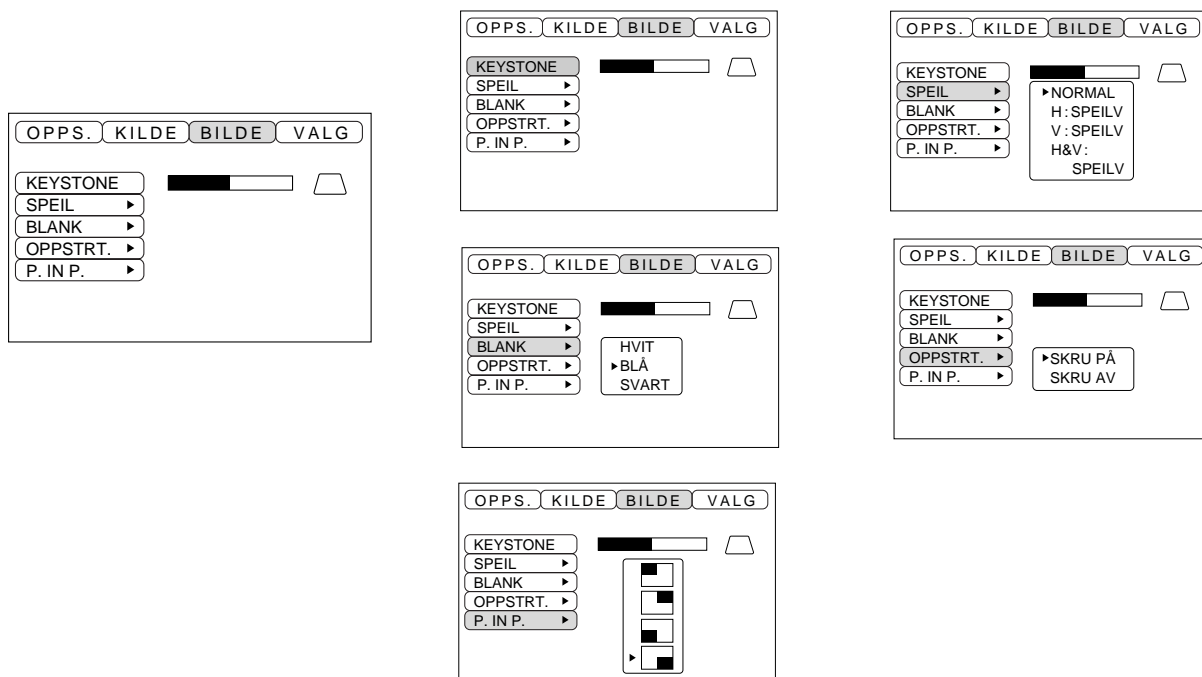 OPPS. KILDE BILDE VALG
KEYSTONE
SPEIL
BLANK
OPPSTRT.
P. IN P.
OPPS. KILDE BILDE VALG
KEYSTONE
SPEIL
BLANK
OPPSTRT.
P. IN P.
OPPS. KILDE BILDE VALG
KEYSTONE
SPEIL
BLANK
OPPSTRT.
P. IN P.
NORMAL
H : SPEILV
V : SPEILV
H&V :
SPEILV
OPPS. KILDE BILDE VALG
KEYSTONE
SPEIL
BLANK
OPPSTRT.
P. IN P.
HVIT
BLÅ
SVART
OPPS. KILDE BILDE VALG
KEYSTONE
SPEIL
BLANK
OPPSTRT.
P. IN P.
SKRU PÅ
SKRU AV
OPPS. KILDE BILDE VALG
KEYSTONE
SPEIL
BLANK
OPPSTRT.
P. IN P.